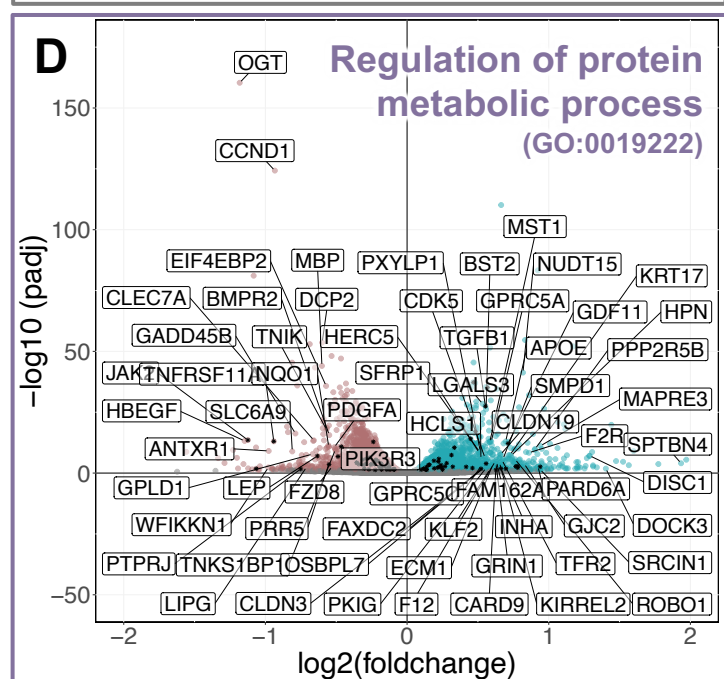 D
Regulation of protein
metabolic process
(GO:0019222)
OGT
CCND1
MST1
EIF4EBP2 MBP PXYLP1 BST2 NUDT15
KRT17
CLEC7A BMPR2 DCP2 CDK5 GPRC5A
GDF11 HPN
GADD45B TNIK HERC5 TGFB1 APOE
PPP2R5B
TNFRSF11A NQO1 SFRP1 LGALS3 SMPD1
MAPRE3
HBEGF SLC6A9 PDGFA HCLS1 CLDN19
F2R SPTBN4
ANTXR1 PIK3R3
DISC1
GPLD1 LEP FZD8 FAM162A PARD6A
WFIKKN1 PRR5 FAXDC2 KLF2 INHA GJC2 DOCK3
PTPRJ TNKS1BP1 OSBPL7 ECM1 GRIN1 TFR2 SRCIN1
LIPG CLDN3 PKIG F12 CARD9 KIRREL2 ROBO1
150
100
50
0
−50
−log10 (padj)
−2 −1 0 1 2
log2(foldchange)